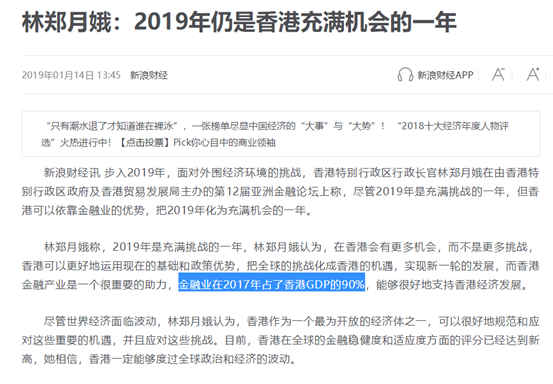 林郑月娥：2019年仍是香港充满机会的一年
2019年01月14日 13:45 新浪财经
新浪财经APP A- A+
“只有潮水退了才知道谁在裸泳”，一张榜单尽显中国经济的“大事”与“大势”！ “2018十大经济年度人物评
选”火热进行中！【点击投票】Pick你心目中的商业领袖
新浪财经讯 步入2019年，面对外围经济环境的挑战，香港特别行政区行政长官林郑月娥在由香港特
别行政区政府及香港贸易发展局主办的第12届亚洲金融论坛上称，尽管2019年是充满挑战的一年，但香
港可以依靠金融业的优势，把2019年化为充满机会的一年。
林郑月娥称，2019年是充满挑战的一年，林郑月娥认为，在香港会有更多机会，而不是更多挑战，
香港可以更好地运用现在的基础和政策优势，把全球的挑战化成香港的机遇，实现新一轮的发展，而香港
金融产业是一个很重要的助力，金融业在2017年占了香港GDP的90%，能够很好地支持香港经济发展。
尽管世界经济面临波动，林郑月娥认为，香港作为一个最为开放的经济体之一，可以很好地规范和应
对这些重要的机遇，并且应对这些挑战。目前，香港在全球的金融稳健度和适应度方面的评分已经达到新
高，她相信，香港一定能够度过全球政治和经济的波动。